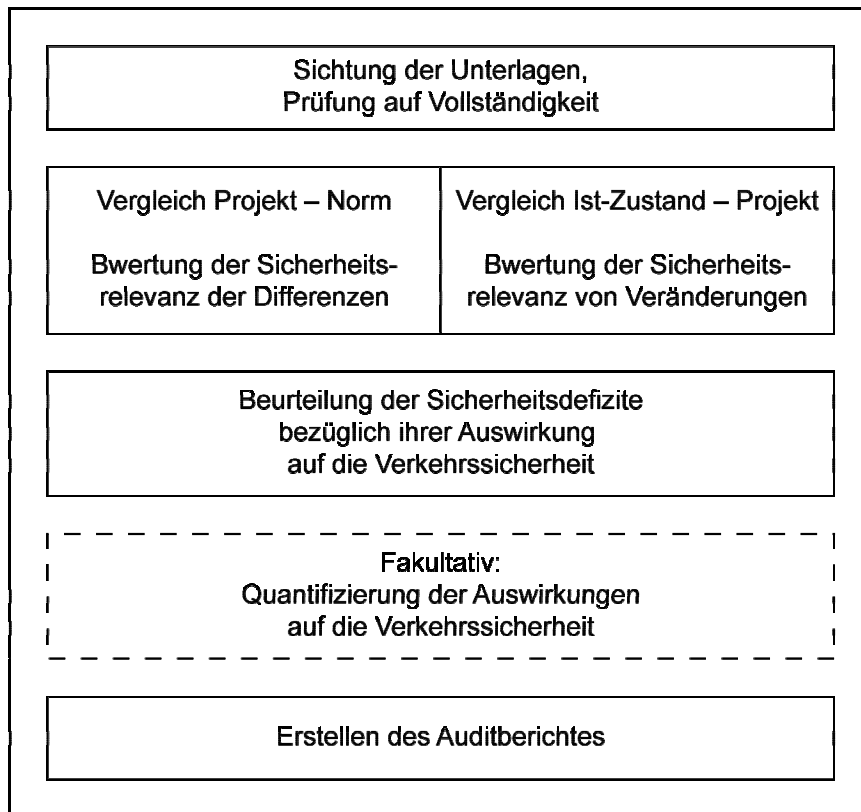 Sichtung der Unterlagen,
Prüfung auf Vollständigkeit
Vergleich Projekt – Norm
Bwertung der Sicherheits-
relevanz der Differenzen
Vergleich Ist-Zustand – Projekt
Bwertung der Sicherheits-
relevanz von Veränderungen
Beurteilung der Sicherheitsdefizite
bezüglich ihrer Auswirkung
auf die Verkehrssicherheit
Fakultativ:
Quantifizierung der Auswirkungen
auf die Verkehrssicherheit
Erstellen des Auditberichtes